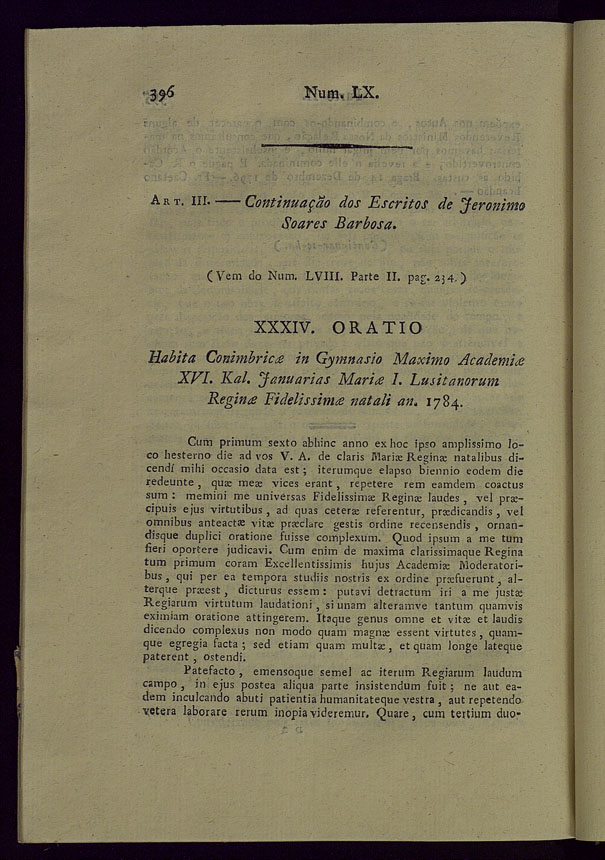 396 Num. LX.
ART. III. — Continuação dos Escritos de Jeronimo
Soares Barbosa.
( Vem do Num. LVIII. Parte II. pag. 234. )
XXXIV. ORATIO
Habita Conimbricæ in Gymnasio Maximo Academiæ
XVI. Kal. Januarias Mariæ I. Lusitanorum
Reginæ Fidelissimæ natali an. 1784.
Cum primum sexto abhinc anno ex hoc ipso amplissimo lo-
co hesterno die ad vos V. A. de claris Mariæ Reginæ natalibus di-
cendi mihi occasio data est ; iterumque elapso biennio eodem die
redeunte , quæ meæ vices erant , repetere rem eamdem coactus
sum : memini me universas Fidelissimæ Reginæ laudes , vel præ-
cipuis ejus virtutibus , ad quas ceteræ referentur, prædicandis , vel
omnibus anteactæ vitæ præclare gestis ordine recensendis , ornan-
disque duplici oratione fuisse complexum. Quod ipsum a me tum
fieri oportere judicavi. Cum enim de maxima clarissimaque Regina
tum primum coram Excellentissimis hujus Academiæ Moderatori-
bus , qui per ea tempora studiis nostris ex ordine præfuerunt , al-
terque præest , dicturus essem : putavi detractum iri a me justæ
Regiarum virtutum laudationi , si unam alteramve tantum quamvis
eximiam oratione attingerem. Itaque genus omne et vitæ et laudis
dicendo complexus non modo quam magnæ essent virtutes , quam-
que egregia facta ; sed etiam quam multæ , et quam longe lateque
paterent , ostendi.
Patefacto , emensoque semel ac iterum Regiarum laudum
campo , in ejus postea aliqua parte insistendum fuit ; ne aut ea-
dem inculcando abuti patientia humanitateque vestra , aut repetendo
vetera laborare rerum inopia videremur. Quare , cum tertium duo-